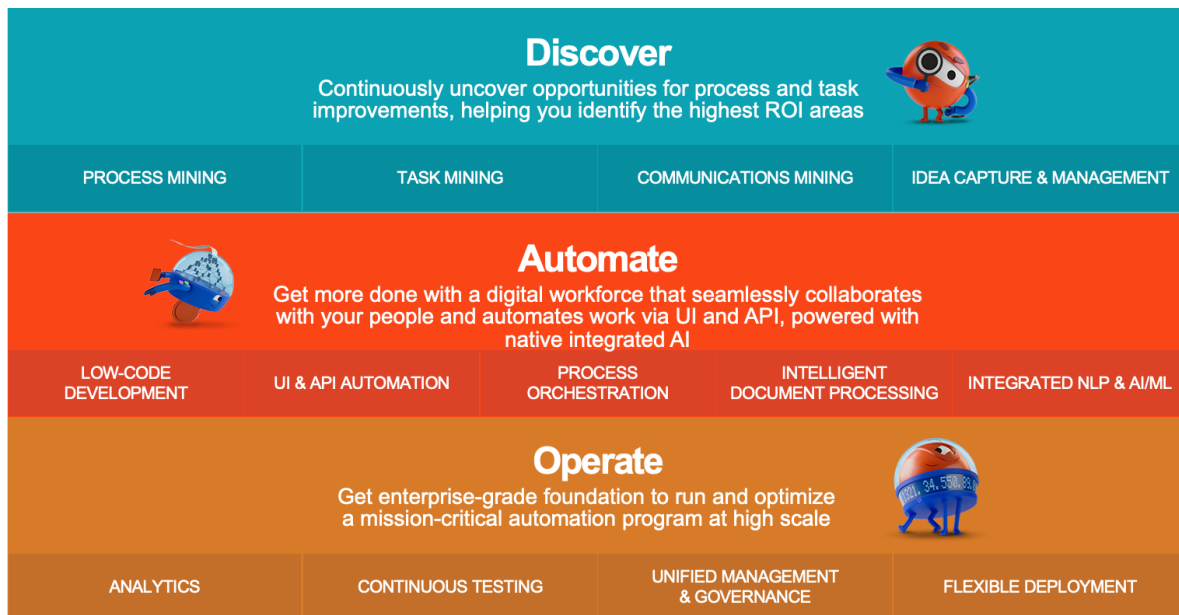 Discover
Continuously uncover opportunities for process and task
improvements, helping you identify the highest ROI areas
PROCESS MINING
TASK MINING
COMMUNICATIONS MINING
IDEA CAPTURE & MANAGEMENT
Automate
Get more done with a digital workforce that seamlessly collaborates
with your people and automates work via UI and API, powered with
native integrated AI
LOW-CODE
DEVELOPMENT
UI & API AUTOMATION
PROCESS
ORCHESTRATION
INTELLIGENT
DOCUMENT PROCESSING
INTEGRATED NLP & AI/ML
Operate
Get enterprise-grade foundation to run and optimize
a mission-critical automation program at high scale
ANALYTICS
CONTINUOUS TESTING
UNIFIED MANAGEMENT
& GOVERNANCE
FLEXIBLE DEPLOYMENT